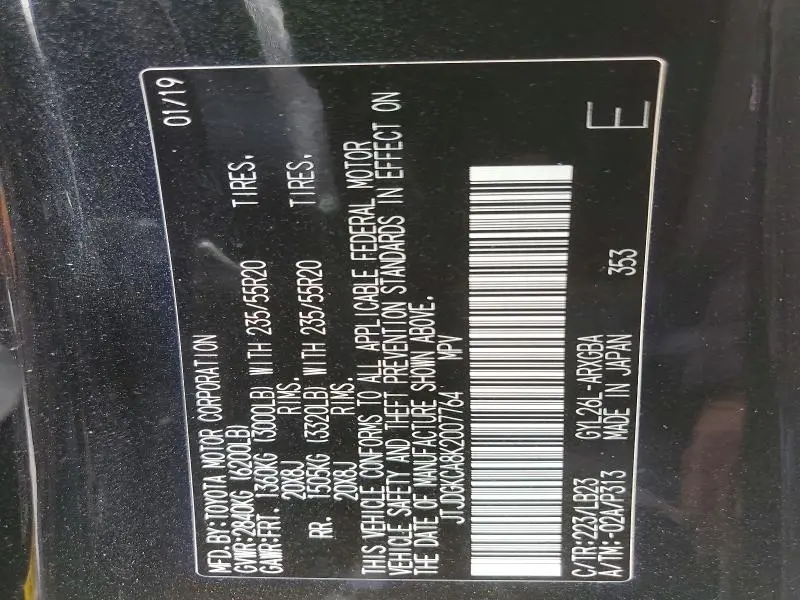 MFD.BY:TOYOTA MOTOR CORPORATION 01/19
GVWR:2840KG (6200LB)
GAWR:FRT. 1360KG (3000LB) WITH 235/55R20 TIRES.
20X8J RIMS.
RR. 1505KG (3320LB) WITH 235/55R20 TIRES.
20X8J RIMS.
THIS VEHICLE CONFORMS TO ALL APPLICABLE FEDERAL MOTOR
VEHICLE SAFETY AND THEFT PREVENTION STANDARDS IN EFFECT ON
THE DATE OF MANUFACTURE SHOWN ABOVE.
JTJDGKCA8K2007764 MPV
C/TR:223/LB23 GYL26L-ARXGBA E
A/TM:-02A/P313 MADE IN JAPAN 353